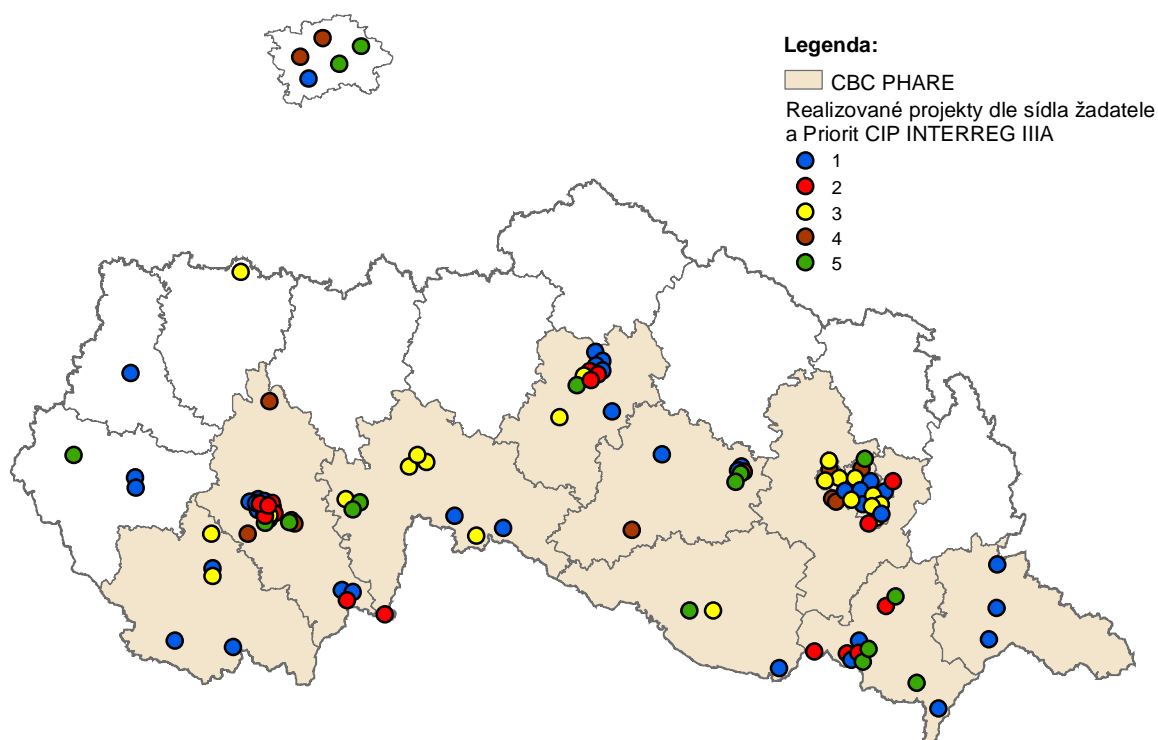 Legenda:
CBC PHARE
Realizované projekty dle sídla žadatele
a Priorit CIP INTERREG IIIA
1
2
3
4
5